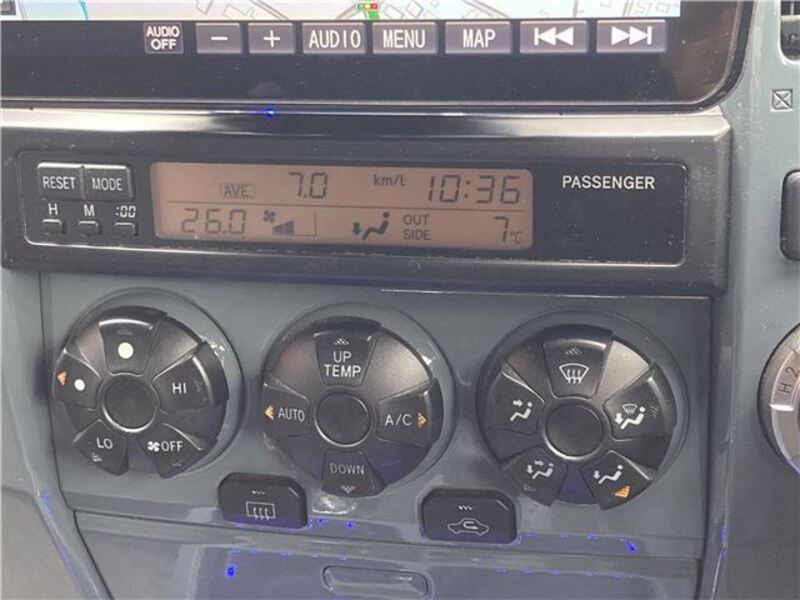 AUDIO OFF - + AUDIO MENU MAP
RESET MODE AVE 7.0 km/l 10:36 PASSENGER
H M :00 26.0 OUT SIDE 7°C
HI
LO
OFF
UP TEMP
AUTO
A/C
DOWN
H 2